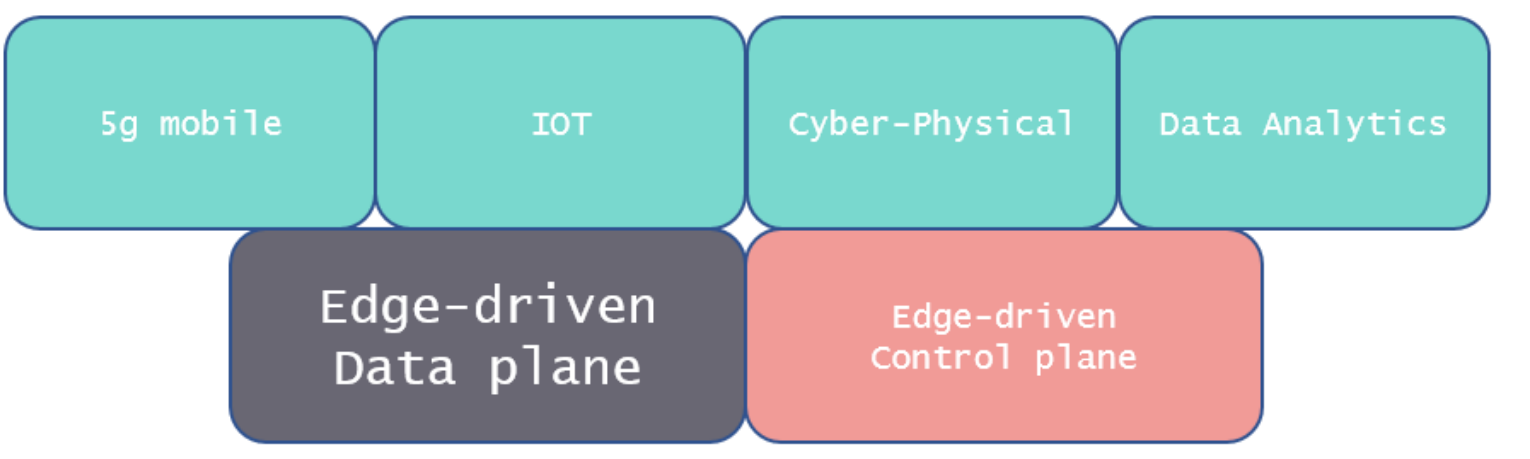 5g mobile
IOT
Cyber-Physical
Data Analytics
Edge-driven
Data plane
Edge-driven
Control plane